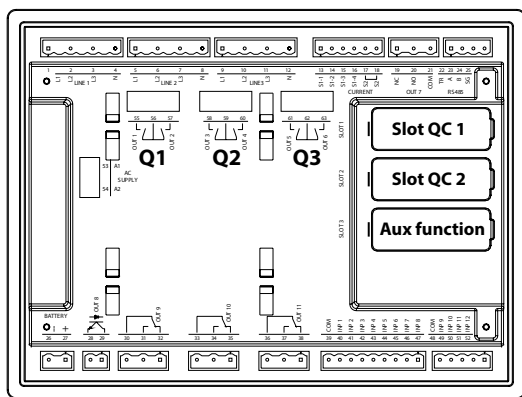 1 2 3 4 5 6 7 8 9 10 11 12 13 14 15 16 17 18 19 20 21 22 23 24 25
L1 L2 L3 N L1 L2 L3 N L1 L2 L3 N S1-1 S1-2 S1-3 S1-4 S2 S2 NC NO COM TR A B SG
LINE 1 LINE 2 LINE3 CURRENT OUT 7 RS485
55 56 57 58 59 60 61 62 63
OUT 1 OUT 2 OUT 3 OUT 4 OUT 5 OUT 6
Q1 Q2 Q3
SLOT 1
Slot QC 1
53 A1
AC
SUPPLY
54 A2
SLOT 2
Slot QC 2
SLOT 3
Aux function
BATTERY
OUT 8 OUT 9 OUT 10 OUT 11
COM INP 1 INP 2 INP 3 INP 4 INP 5 INP 6 INP 7 INP 8 COM INP 9 INP 10 INP 11 INP 12
- +
26 27 28 29 30 31 32 33 34 35 36 37 38 39 40 41 42 43 44 45 46 47 48 49 50 51 52